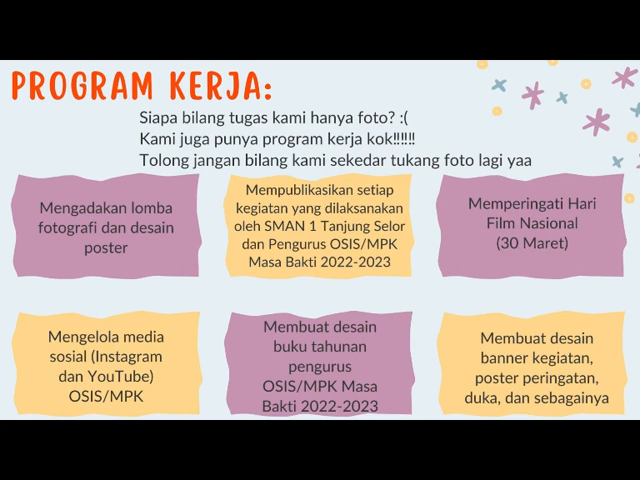 PROGRAM KERJA:
Siapa bilang tugas kami hanya foto? :(
Kami juga punya program kerja kok!!!!!!
Tolong jangan bilang kami sekedar tukang foto lagi yaa
Mengadakan lomba
fotografi dan desain
poster
Mempublikasikan setiap
kegiatan yang dilaksanakan
oleh SMAN 1 Tanjung Selor
dan Pengurus OSIS/MPK
Masa Bakti 2022-2023
Memperingati Hari
Film Nasional
(30 Maret)
Mengelola media
sosial (Instagram
dan YouTube)
OSIS/MPK
Membuat desain
buku tahunan
pengurus
OSIS/MPK Masa
Bakti 2022-2023
Membuat desain
banner kegiatan,
poster peringatan,
duka, dan sebagainya